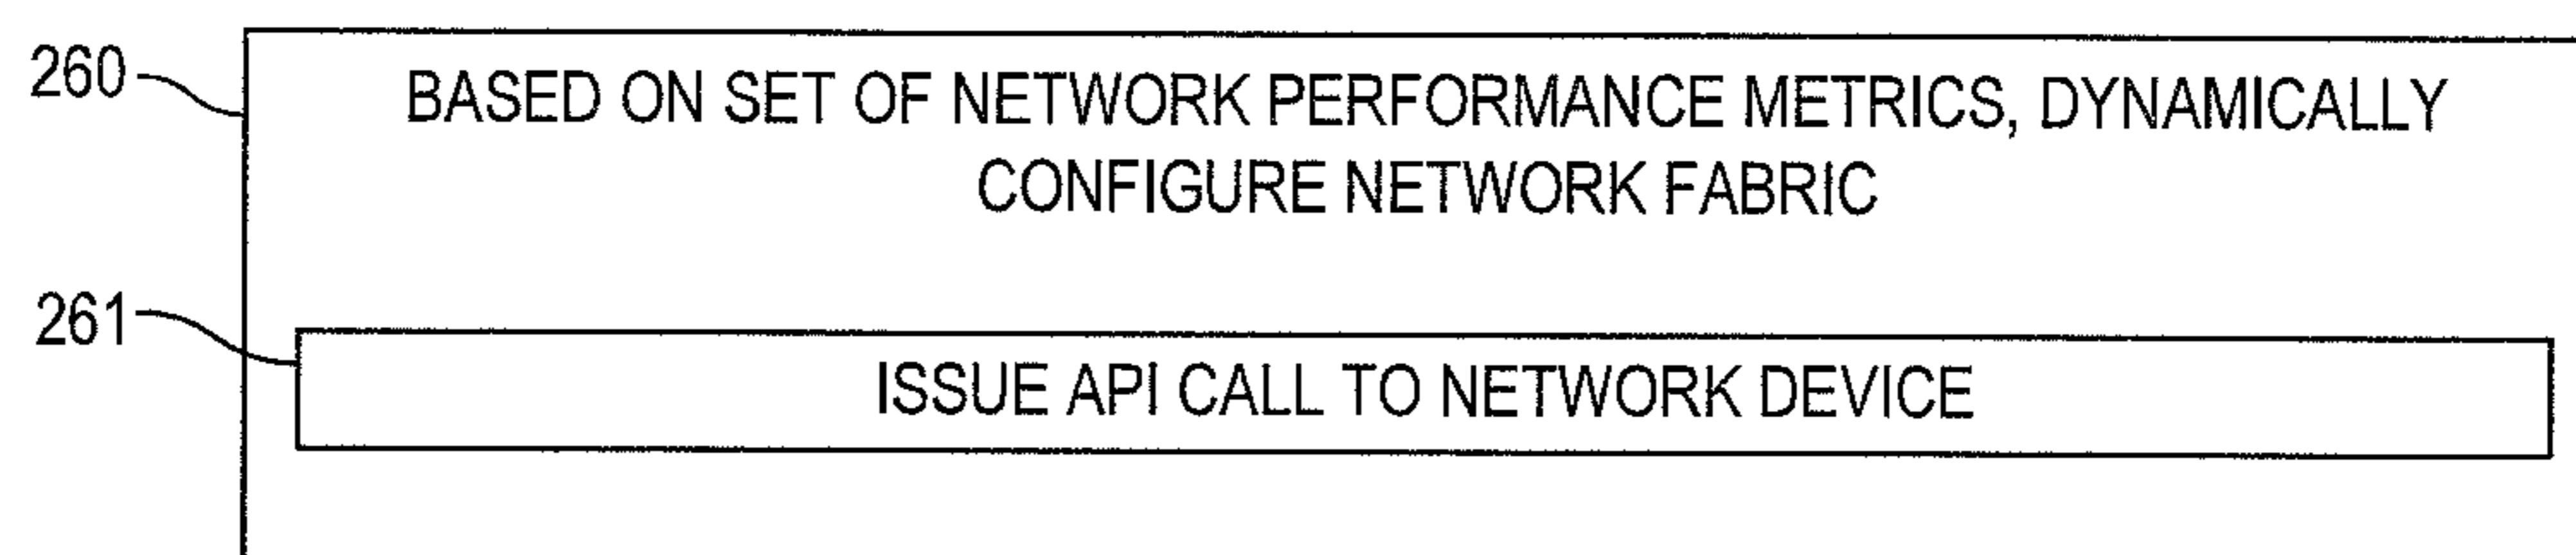 260
BASED ON SET OF NETWORK PERFORMANCE METRICS, DYNAMICALLY
CONFIGURE NETWORK FABRIC
261
ISSUE API CALL TO NETWORK DEVICE